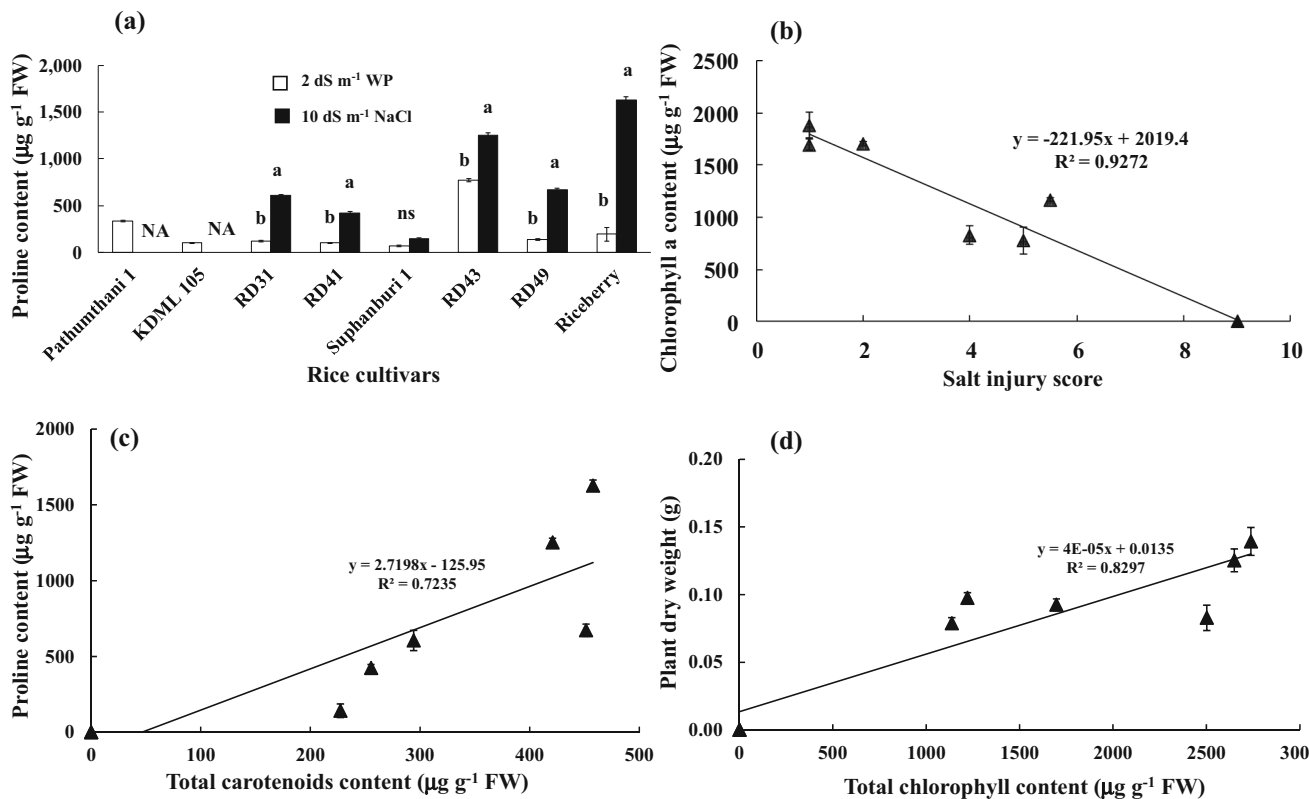 (a)
Proline content (µg g-1 FW)
2,000
1,500
1,000
500
0
2 dS m-1 WP
10 dS m-1 NaCl
NA
NA
b
a
b
a
ns
b
a
b
a
b
a
Pathumthani 1
KDML 105
RD31
RD41
Suphanburi 1
RD43
RD49
Riceberry
Rice cultivars
(b)
Chlorophyll a content (µg g-1 FW)
2500
2000
1500
1000
500
0
y = -221.95x + 2019.4
R² = 0.9272
0 2 4 6 8 10
Salt injury score
(c)
Proline content (µg g-1 FW)
2000
1500
1000
500
0
y = 2.7198x - 125.95
R² = 0.7235
0 100 200 300 400 500
Total carotenoids content (µg g-1 FW)
(d)
Plant dry weight (g)
0.20
0.15
0.10
0.05
0.00
y = 4E-05x + 0.0135
R² = 0.8297
0 500 1000 1500 2000 2500 300
Total chlorophyll content (µg g-1 FW)